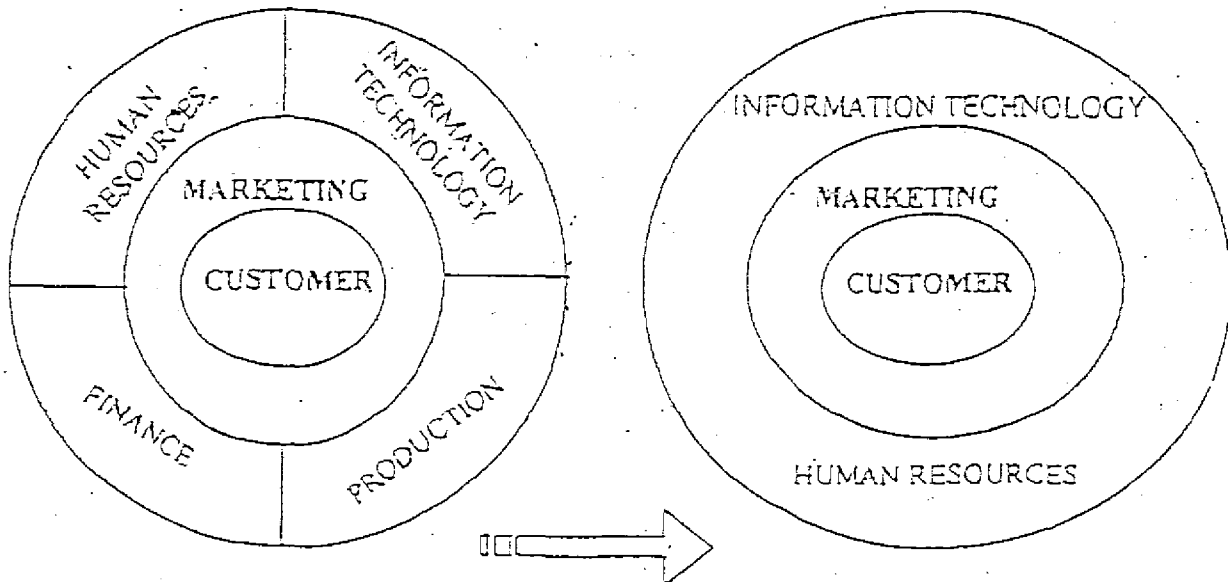 HUMAN
RESOURCES
INFORMATION
TECHNOLOGY
MARKETING
CUSTOMER
FINANCE
PRODUCTION
INFORMATION TECHNOLOGY
MARKETING
CUSTOMER
HUMAN RESOURCES